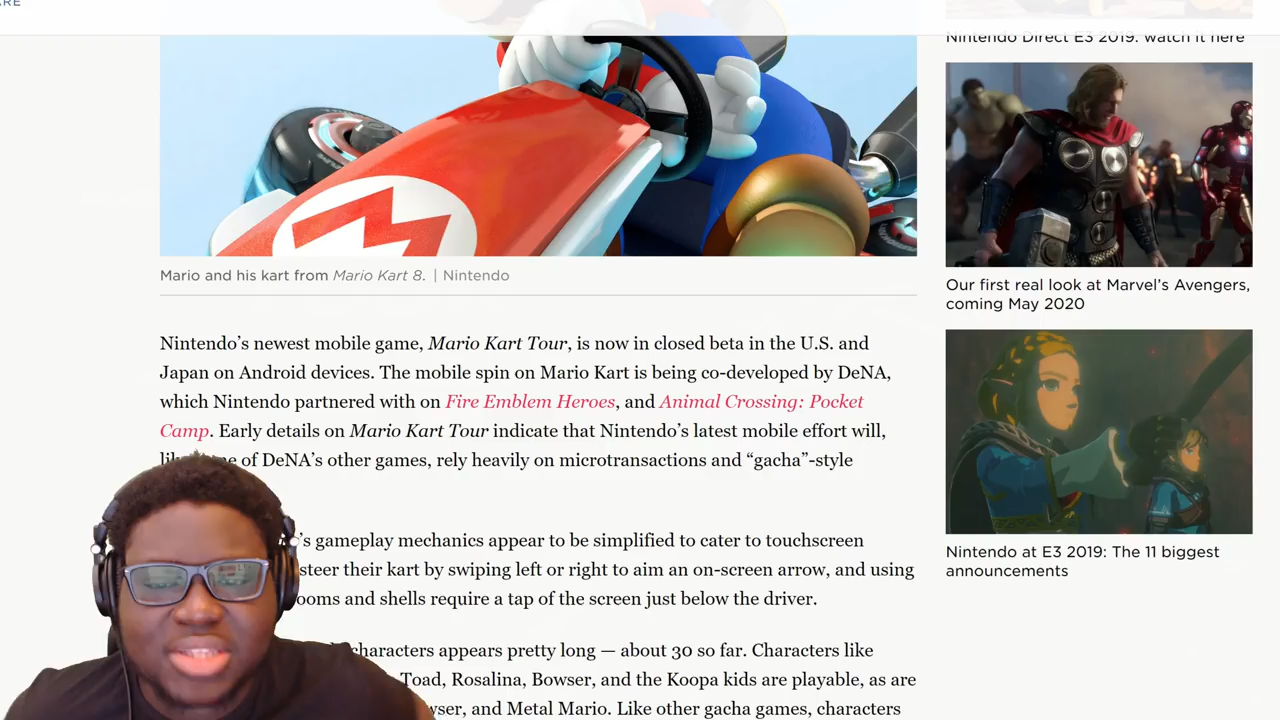 ARE
Mario and his kart from Mario Kart 8. | Nintendo
Nintendo’s newest mobile game, Mario Kart Tour, is now in closed beta in the U.S. and
Japan on Android devices. The mobile spin on Mario Kart is being co-developed by DeNA,
which Nintendo partnered with on Fire Emblem Heroes, and Animal Crossing: Pocket
Camp. Early details on Mario Kart Tour indicate that Nintendo’s latest mobile effort will,
of DeNA’s other games, rely heavily on microtransactions and “gacha”-style
’s gameplay mechanics appear to be simplified to cater to touchscreen
steer their kart by swiping left or right to aim an on-screen arrow, and using
ooms and shells require a tap of the screen just below the driver.
characters appears pretty long — about 30 so far. Characters like
Toad, Rosalina, Bowser, and the Koopa kids are playable, as are
wser, and Metal Mario. Like other gacha games, characters
Nintendo Direct E3 2019: watch it here
Our first real look at Marvel’s Avengers,
coming May 2020
Nintendo at E3 2019: The 11 biggest
announcements